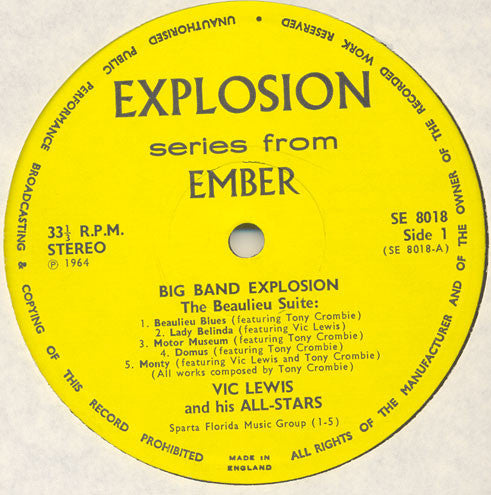 ALL RIGHTS OF THE MANUFACTURER AND OF THE OWNER OF THE RECORDED WORK RESERVED • UNAUTHORISED PUBLIC PERFORMANCE BROADCASTING & COPYING OF THIS RECORD PROHIBITED
EXPLOSION
series from
EMBER
33⅓ R.P.M.
STEREO
℗ 1964
SE 8018
Side 1
(SE 8018-A)
BIG BAND EXPLOSION
The Beaulieu Suite:
1. Beaulieu Blues (featuring Tony Crombie)
2. Lady Belinda (featuring Vic Lewis)
3. Motor Museum (featuring Tony Crombie)
4. Domus (featuring Tony Crombie)
5. Monty (featuring Vic Lewis and Tony Crombie)
(All works composed by Tony Crombie)
VIC LEWIS
and his ALL-STARS
Sparta Florida Music Group (1-5)
MADE IN
ENGLAND